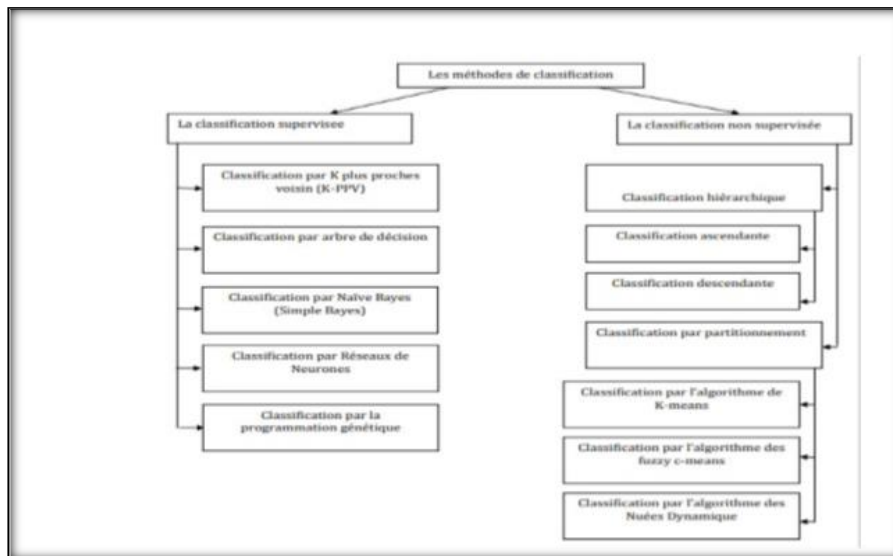 Les méthodes de classification
La classification supervisee
Classification par K plus proches
voisin (K-PPV)
Classification par arbre de décision
Classification par Naïve Bayes
(Simple Bayes)
Classification par Réseaux de
Neurones
Classification par la
programmation génétique
La classification non supervisée
Classification hiérarchique
Classification ascendante
Classification descendante
Classification par partitionnement
Classification par l'algorithme de
K-means
Classification par l'algorithme des
fuzzy c-means
Classification par l'algorithme des
Nuées Dynamique